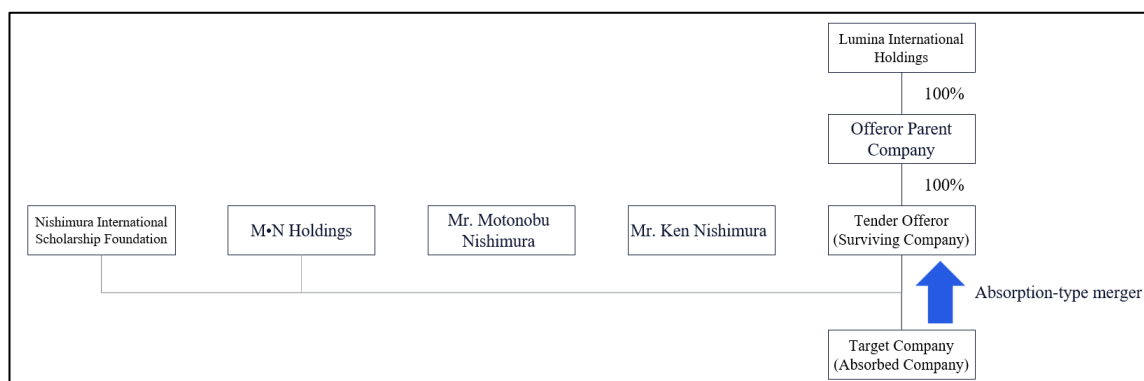 Lumina International
Holdings
100%
Offeror Parent
Company
100%
Nishimura International
Scholarship Foundation
M•N Holdings
Mr. Motonobu
Nishimura
Mr. Ken Nishimura
Tender Offeror
(Surviving Company)
Absorption-type merger
Target Company
(Absorbed Company)